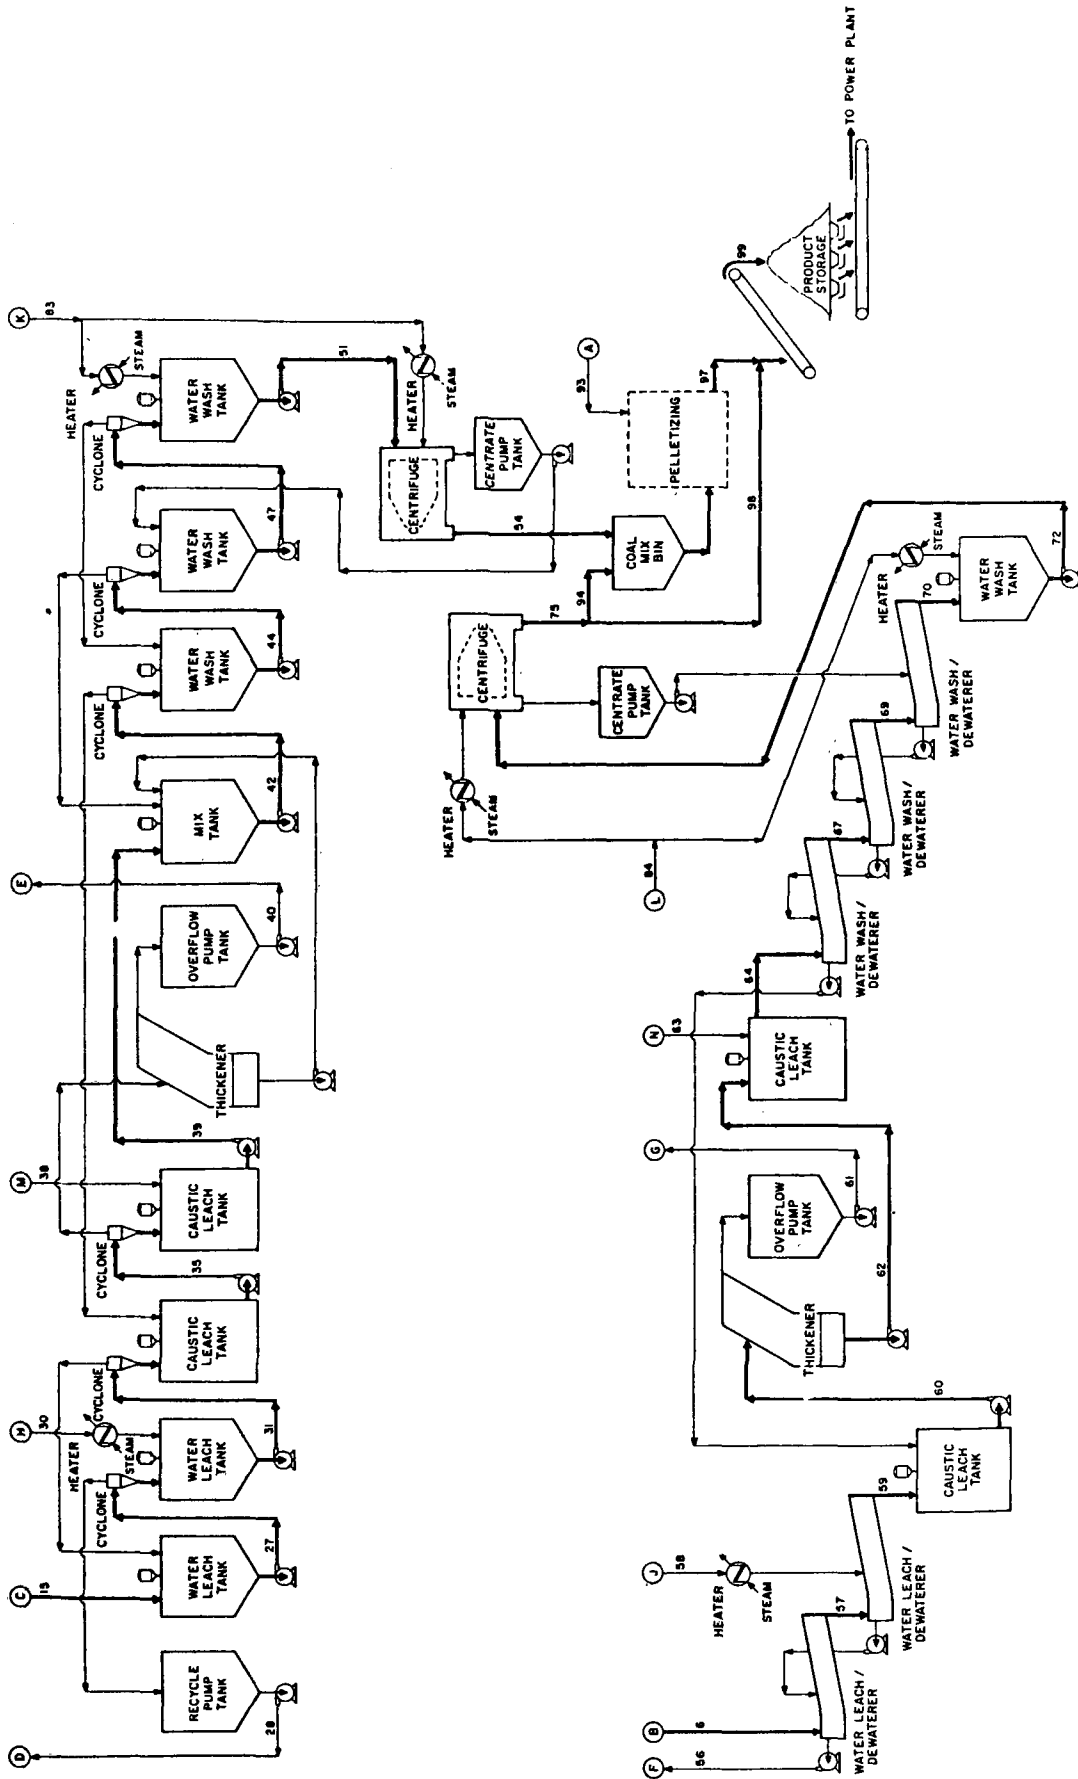 D
C
15
H
30
M
38
E
K
83
HEATER
STEAM
CYCLONE
CYCLONE
CYCLONE
CYCLONE
CYCLONE
CYCLONE
CYCLONE
HEATER
STEAM
RECYCLE
PUMP
TANK
WATER
LEACH
TANK
WATER
LEACH
TANK
CAUSTIC
LEACH
TANK
CAUSTIC
LEACH
TANK
THICKENER
OVERFLOW
PUMP
TANK
MIX
TANK
WATER
WASH
TANK
WATER
WASH
TANK
WATER
WASH
TANK
28
27
31
35
39
40
42
44
47
51
HEATER
STEAM
CENTRIFUGE
CENTRATE
PUMP
TANK
54
HEATER
STEAM
CENTRIFUGE
75
94
COAL
MIX
BIN
A
93
PELLETIZING
97
98
CENTRATE
PUMP
TANK
99
PRODUCT
STORAGE
TO POWER PLANT
F
56
B
6
J
58
HEATER
STEAM
57
WATER LEACH /
DEWATERER
WATER LEACH /
DEWATERER
59
CAUSTIC
LEACH
TANK
60
THICKENER
62
OVERFLOW
PUMP
TANK
61
G
N
63
CAUSTIC
LEACH
TANK
64
L
84
67
69
70
WATER WASH /
DEWATERER
WATER WASH /
DEWATERER
WATER WASH /
DEWATERER
HEATER
STEAM
WATER
WASH
TANK
72